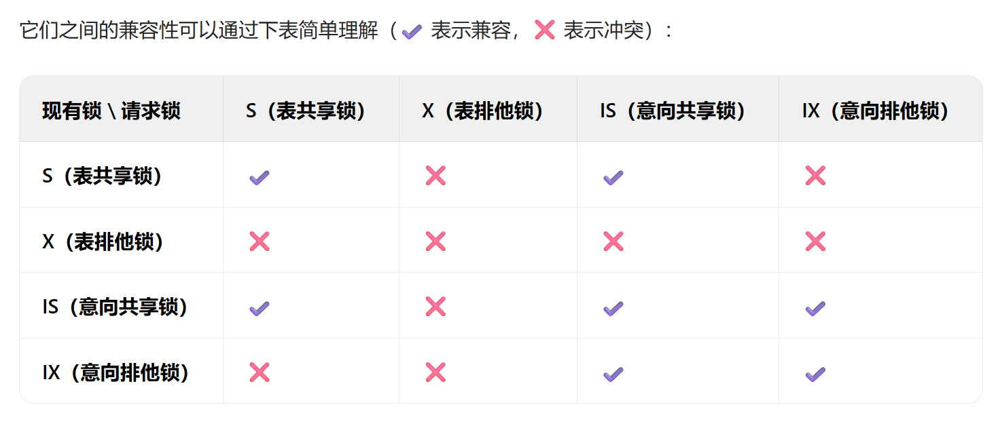 它们之间的兼容性可以通过下表简单理解（✔ 表示兼容，❌ 表示冲突）：
现有锁 \ 请求锁 S（表共享锁） X（表排他锁） IS（意向共享锁） IX（意向排他锁）
S（表共享锁） ✔ ❌ ✔ ❌
X（表排他锁） ❌ ❌ ❌ ❌
IS（意向共享锁） ✔ ❌ ✔ ✔
IX（意向排他锁） ❌ ❌ ✔ ✔